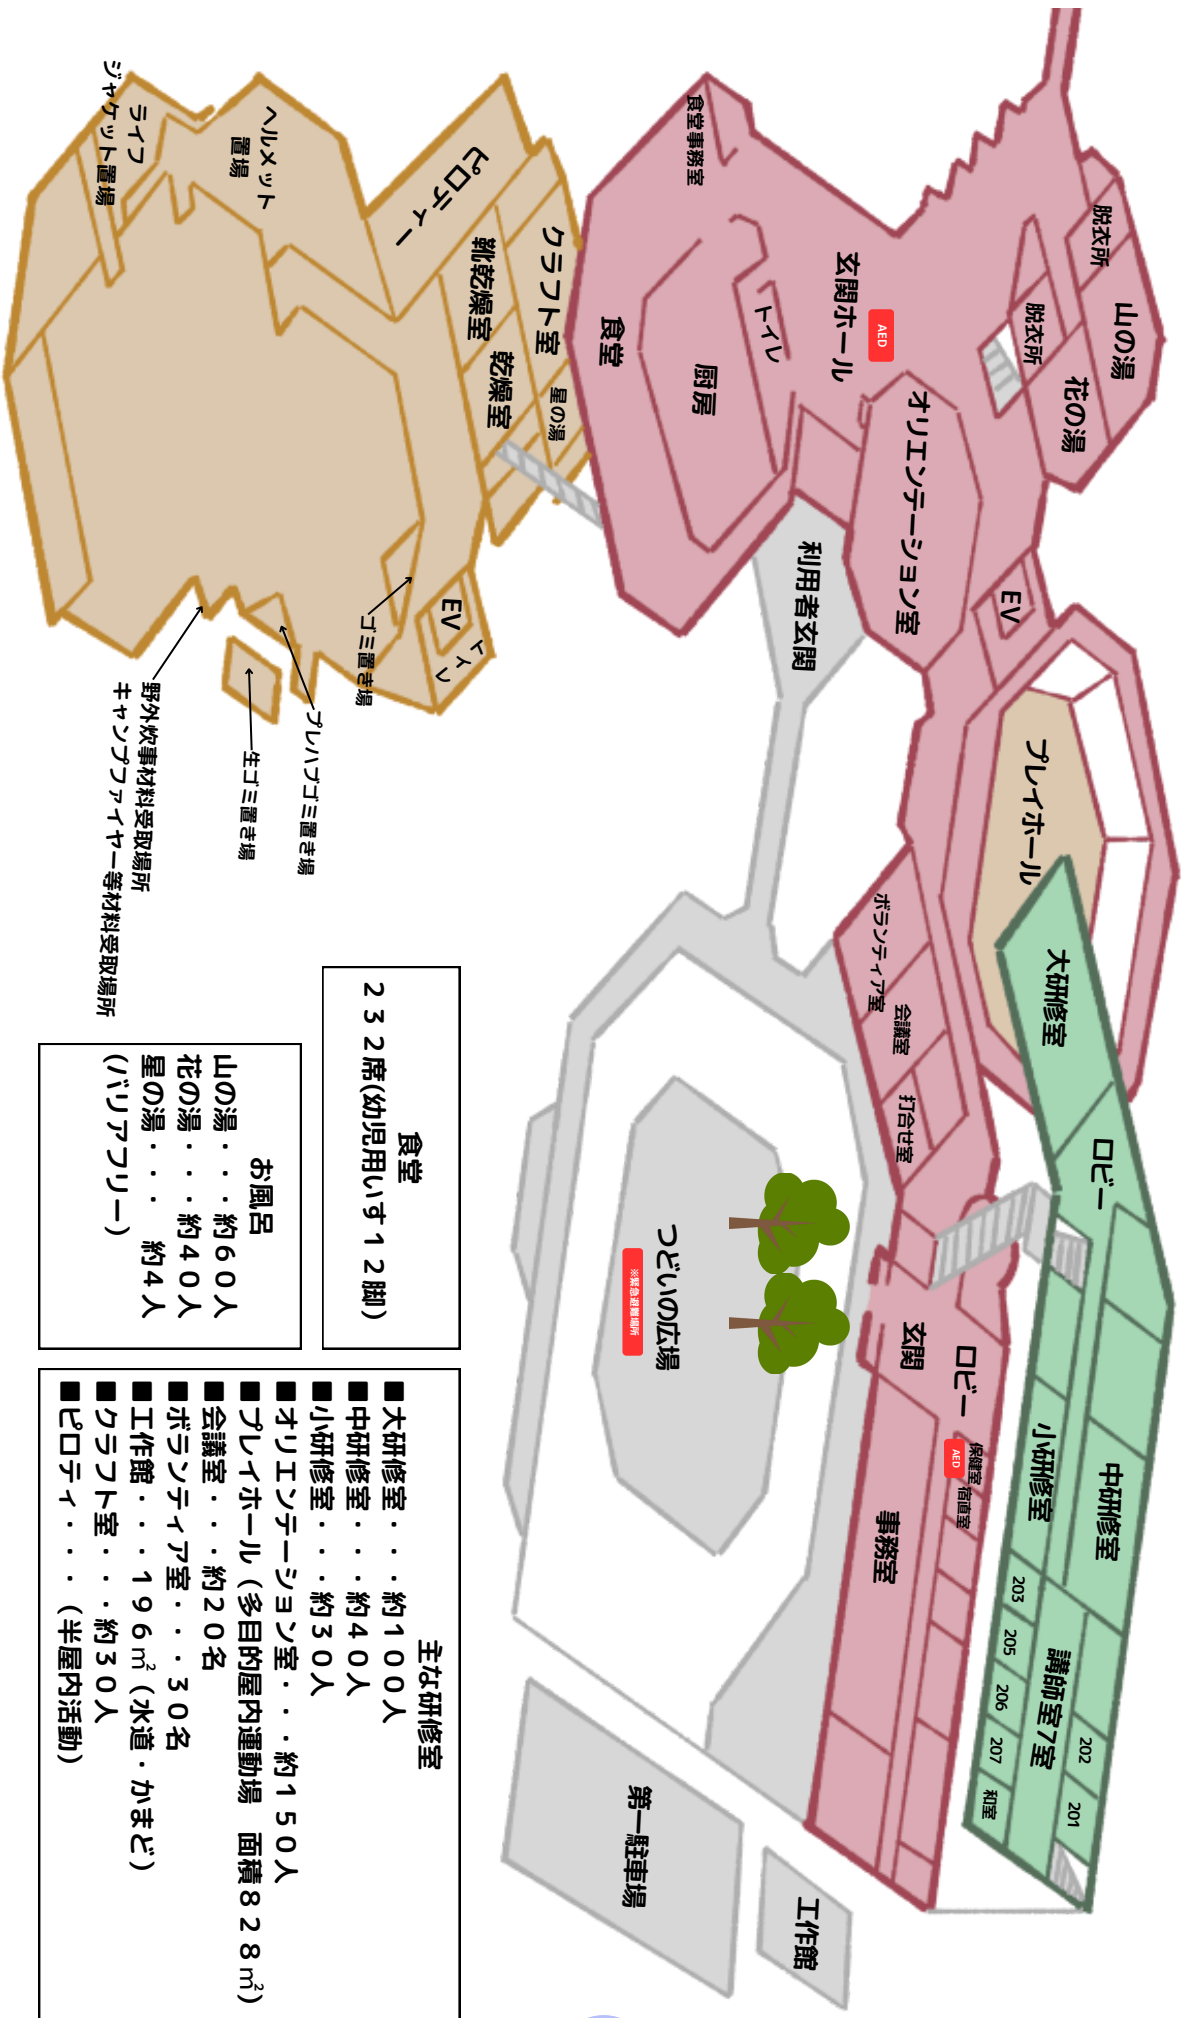 脱衣所
山の湯
脱衣所
花の湯
食堂事務室
玄関ホール
AED
トイレ
食堂
厨房
オリエンテーション室
利用者玄関
EV
プレイホール
ヘルメット
置場
ライフ
ジャケット置場
ピロティー
クラフト室
靴乾燥室
乾燥室
星の湯
EV
トイレ
ゴミ置き場
プレハブゴミ置き場
生ゴミ置き場
野外炊事材料受取場所
キャンプファイヤー等材料受取場所
ボランティア室
会議室
打合せ室
大研修室
ロビー
小研修室
中研修室
玄関
ロビー
保健室
AED
宿直室
事務室
203
205
206
207
和室
講師室7室
202
201
つどいの広場
※緊急避難場所
第一駐車場
工作館
食堂
232席(幼児用いす12脚)
お風呂
山の湯・・・約60人
花の湯・・・約40人
星の湯・・・ 約4人
(バリアフリー)
主な研修室
■大研修室・・・約100人
■中研修室・・・約40人
■小研修室・・・約30人
■オリエンテーション室・・・約150人
■プレイホール(多目的屋内運動場 面積828㎡)
■会議室・・・約20名
■ボランティア室・・・30名
■工作館・・・196㎡(水道・かまど)
■クラフト室・・・約30人
■ピロティ・・・(半屋内活動)